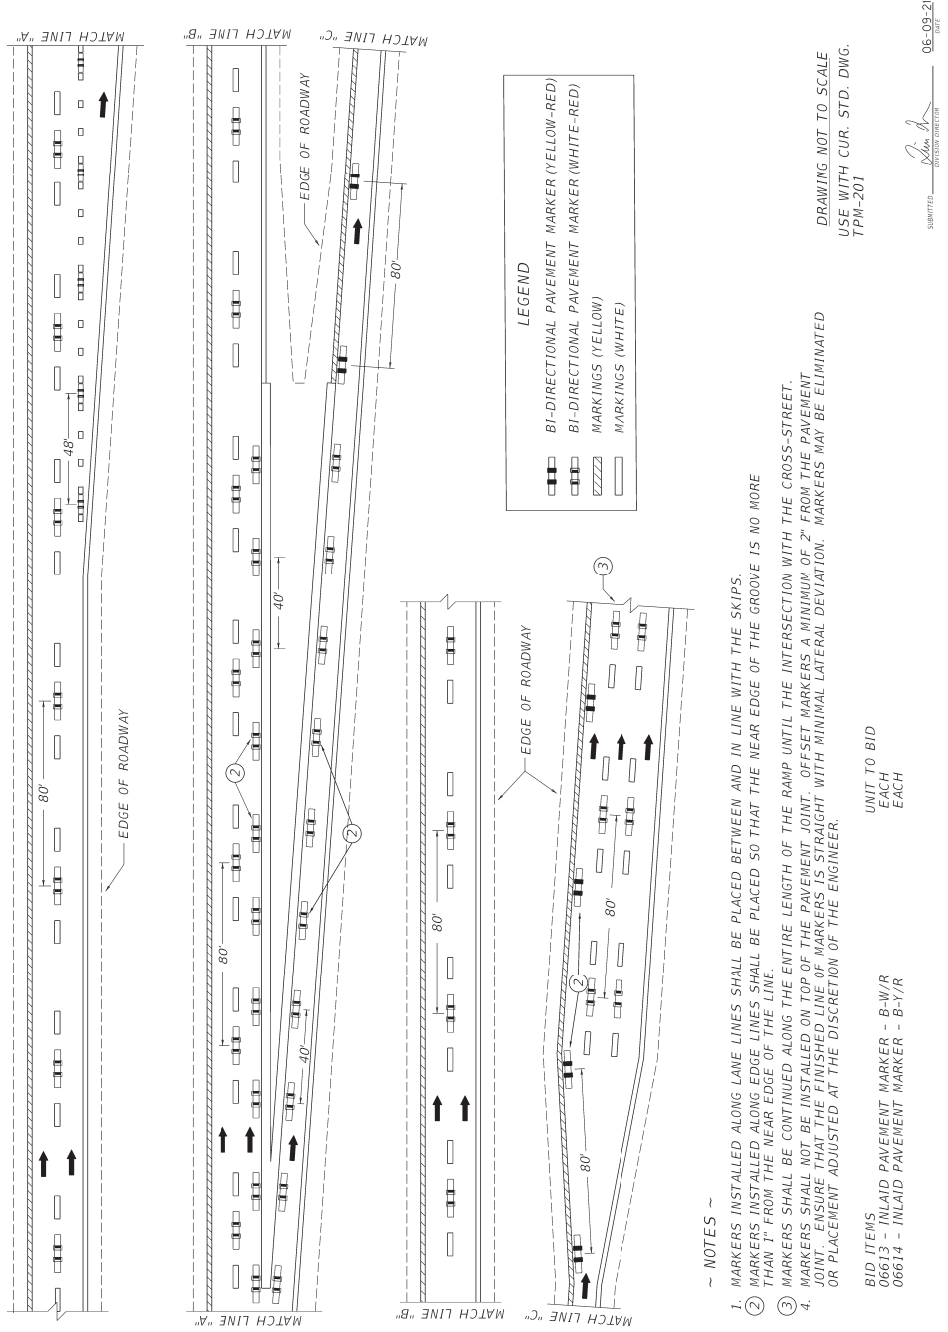 MATCH LINE "A"
80'
48'
EDGE OF ROADWAY
MATCH LINE "A"
MATCH LINE "B"
MATCH LINE "C"
EDGE OF ROADWAY
80'
40'
2
2
40'
80'
MATCH LINE "B"
80'
80'
EDGE OF ROADWAY
MATCH LINE "C"
80'
80'
2
3
LEGEND
BI-DIRECTIONAL PAVEMENT MARKER (YELLOW-RED)
BI-DIRECTIONAL PAVEMENT MARKER (WHITE-RED)
MARKINGS (YELLOW)
MARKINGS (WHITE)
~ NOTES ~
1. MARKERS INSTALLED ALONG LANE LINES SHALL BE PLACED BETWEEN AND IN LINE WITH THE SKIPS.
2 MARKERS INSTALLED ALONG EDGE LINES SHALL BE PLACED SO THAT THE NEAR EDGE OF THE GROOVE IS NO MORE
THAN 1" FROM THE NEAR EDGE OF THE LINE.
3 MARKERS SHALL BE CONTINUED ALONG THE ENTIRE LENGTH OF THE RAMP UNTIL THE INTERSECTION WITH THE CROSS-STREET.
4. MARKERS SHALL NOT BE INSTALLED ON TOP OF THE PAVEMENT JOINT. OFFSET MARKERS A MINIMUM OF 2" FROM THE PAVEMENT
JOINT. ENSURE THAT THE FINISHED LINE OF MARKERS IS STRAIGHT WITH MINIMAL LATERAL DEVIATION. MARKERS MAY BE ELIMINATED
OR PLACEMENT ADJUSTED AT THE DISCRETION OF THE ENGINEER.
BID ITEMS UNIT TO BID
06613 - INLAID PAVEMENT MARKER - B-W/R EACH
06614 - INLAID PAVEMENT MARKER - B-Y/R EACH
DRAWING NOT TO SCALE
USE WITH CUR. STD. DWG.
TPM-201
SUBMITTED 06-09-21
DIVISION DIRECTOR DATE